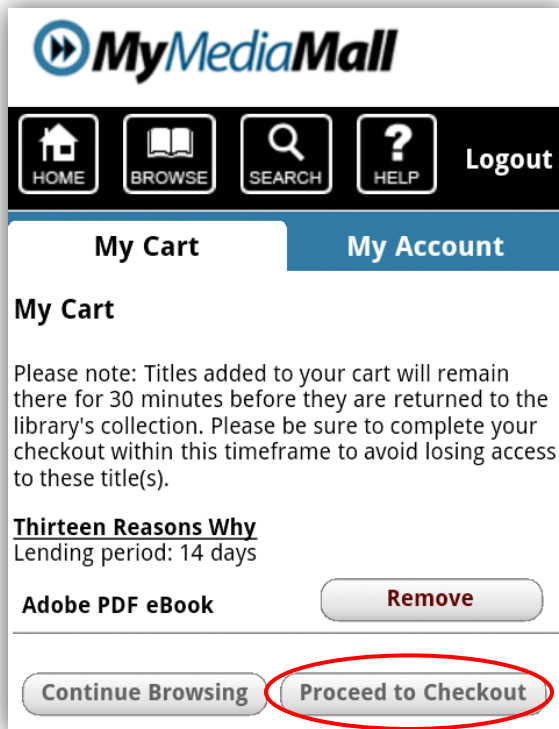 MyMediaMall
HOME BROWSE SEARCH HELP Logout
My Cart My Account
My Cart
Please note: Titles added to your cart will remain
there for 30 minutes before they are returned to the
library's collection. Please be sure to complete your
checkout within this timeframe to avoid losing access
to these title(s).
Thirteen Reasons Why
Lending period: 14 days
Adobe PDF eBook Remove
Continue Browsing Proceed to Checkout